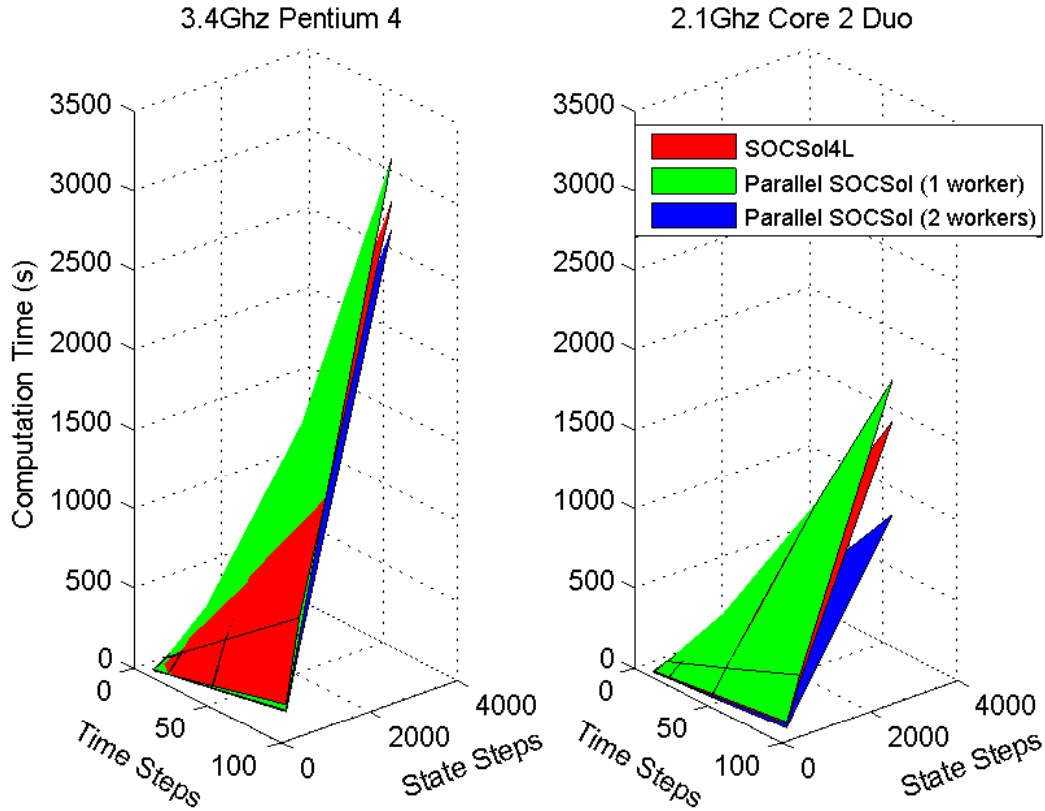 3.4Ghz Pentium 4
2.1Ghz Core 2 Duo
3500
3000
2500
2000
1500
1000
500
0
Computation Time (s)
0
50
100
Time Steps
0
2000
4000
State Steps
3500
3000
2500
2000
1500
1000
500
0
0
50
100
Time Steps
0
2000
4000
State Steps
SOCSol4L
Parallel SOCSol (1 worker)
Parallel SOCSol (2 workers)